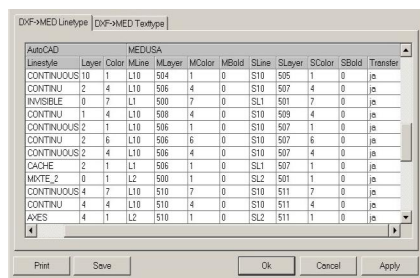 DXF->MED Linetype DXF->MED Texttype
AutoCAD MEDUSA
Linestyle Layer Color MLine MLayer MColor MBold SLine SLayer SColor SBold Transfer
CONTINUOUS 10 1 L10 504 1 0 S10 505 1 0 ja
CONTINU 2 4 L10 506 4 0 S10 507 4 0 ja
INVISIBLE 0 7 L1 500 7 0 SL1 501 7 0 ja
CONTINU 1 4 L10 508 4 0 S10 509 4 0 ja
CONTINUOUS 2 1 L10 506 1 0 S10 507 1 0 ja
CONTINU 2 6 L10 506 6 0 S10 507 6 0 ja
CONTINUOUS 2 4 L10 506 4 0 S10 507 4 0 ja
CACHE 2 1 L1 506 1 0 SL1 507 1 0 ja
MIXTE_2 0 1 L2 500 1 0 SL2 501 1 0 ja
CONTINUOUS 4 7 L10 510 7 0 S10 511 7 0 ja
CONTINU 4 4 L10 510 4 0 S10 511 4 0 ja
AXES 4 1 L2 510 1 0 SL2 511 1 0 ja
Print Save Ok Cancel Apply